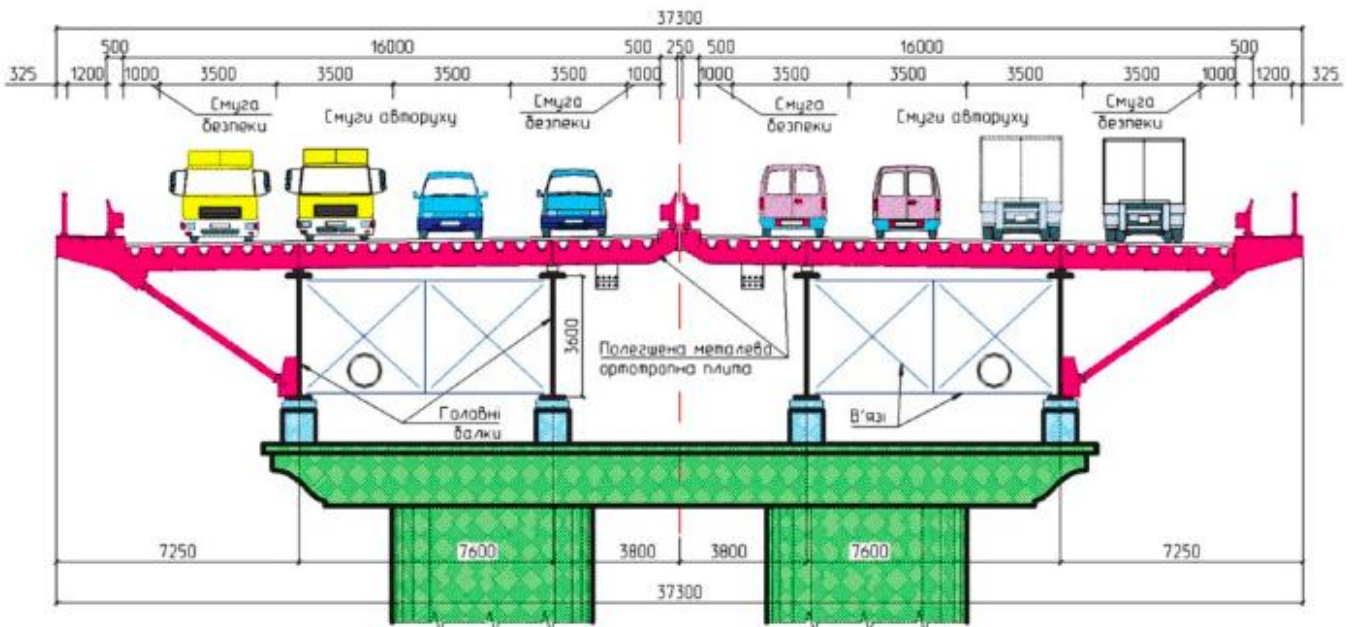 37300
500 16000 500 250 500 16000 500
325 1200 1000 3500 3500 3500 3500 1000 1000 3500 3500 3500 3500 1000 1200 325
Смуга
безпеки
Смуги авторуху
Смуга
безпеки
Смуга
безпеки
Смуги авторуху
Смуга
безпеки
3600
Полегшена металева
ортотропна плита
Головні
балки
В'язі
7250 7600 3800 3800 7600 7250
37300